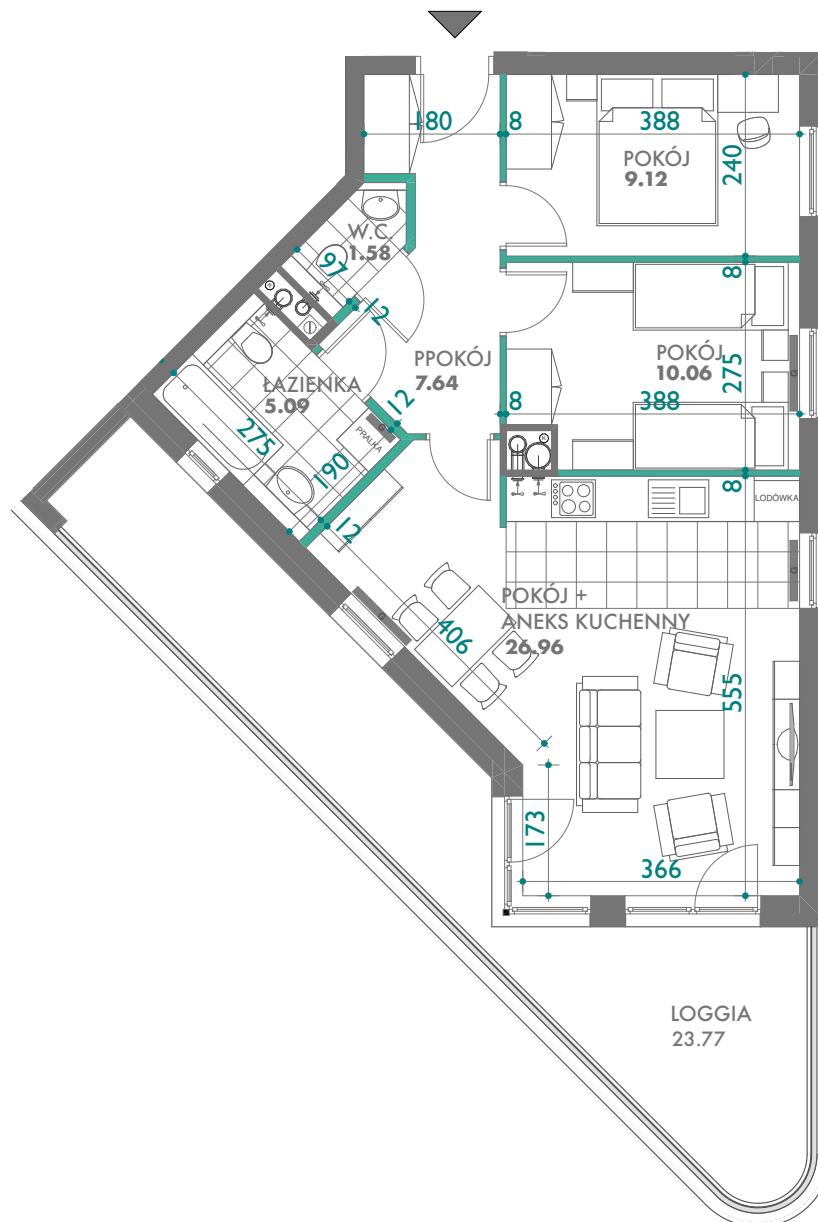 180
8
388
POKÓJ
9.12
240
W.C.
1.58
97
12
8
PPOKÓJ
7.64
POKÓJ
10.06
275
ŁAZIENKA
5.09
12
8
388
G
G
PRALKA
275
190
12
8
LODÓWKA
G
POKÓJ +
ANEKS KUCHENNY
26.96
G
406
555
173
366
LOGGIA
23.77